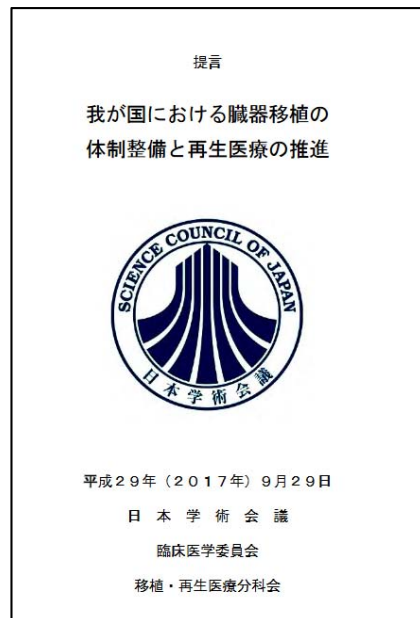 提言
我が国における臓器移植の
体制整備と再生医療の推進
SCIENCE COUNCIL OF JAPAN
日本学術会議
平成29年（2017年）9月29日
日 本 学 術 会 議
臨床医学委員会
移植・再生医療分科会